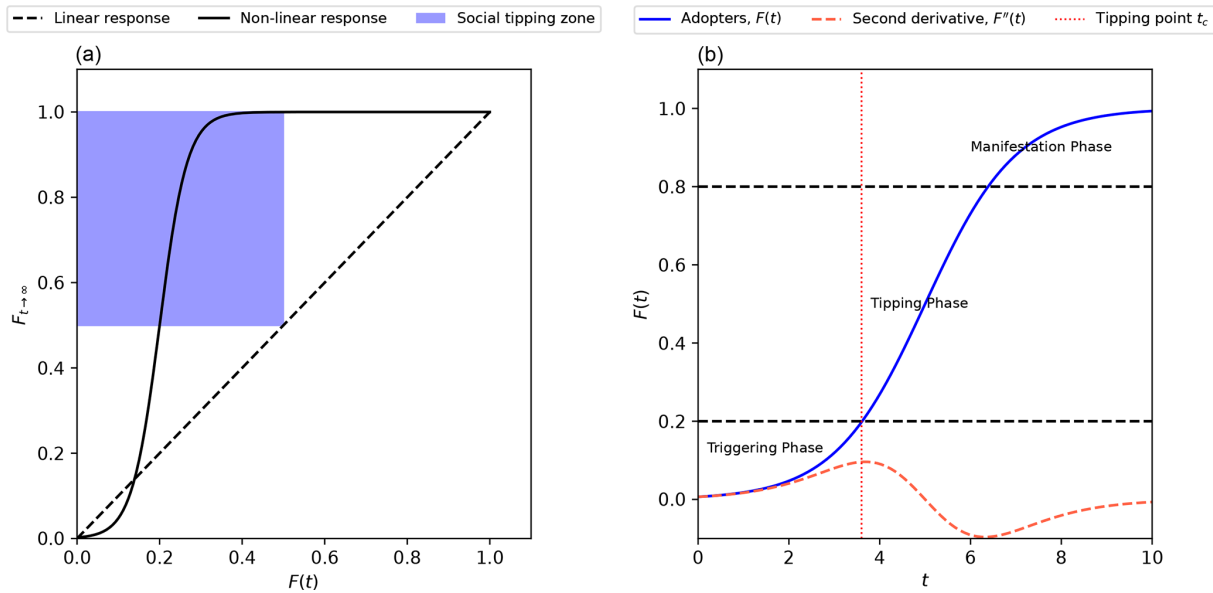 Linear response
Non-linear response
Social tipping zone
(a)
1.0
0.8
0.6
0.4
0.2
0.0
F_{t→∞}
0.0 0.2 0.4 0.6 0.8 1.0
F(t)
Adopters, F(t)
Second derivative, F″(t)
Tipping point t_c
(b)
1.0
0.8
0.6
0.4
0.2
0.0
F(t)
Manifestation Phase
Tipping Phase
Triggering Phase
0 2 4 6 8 10
t